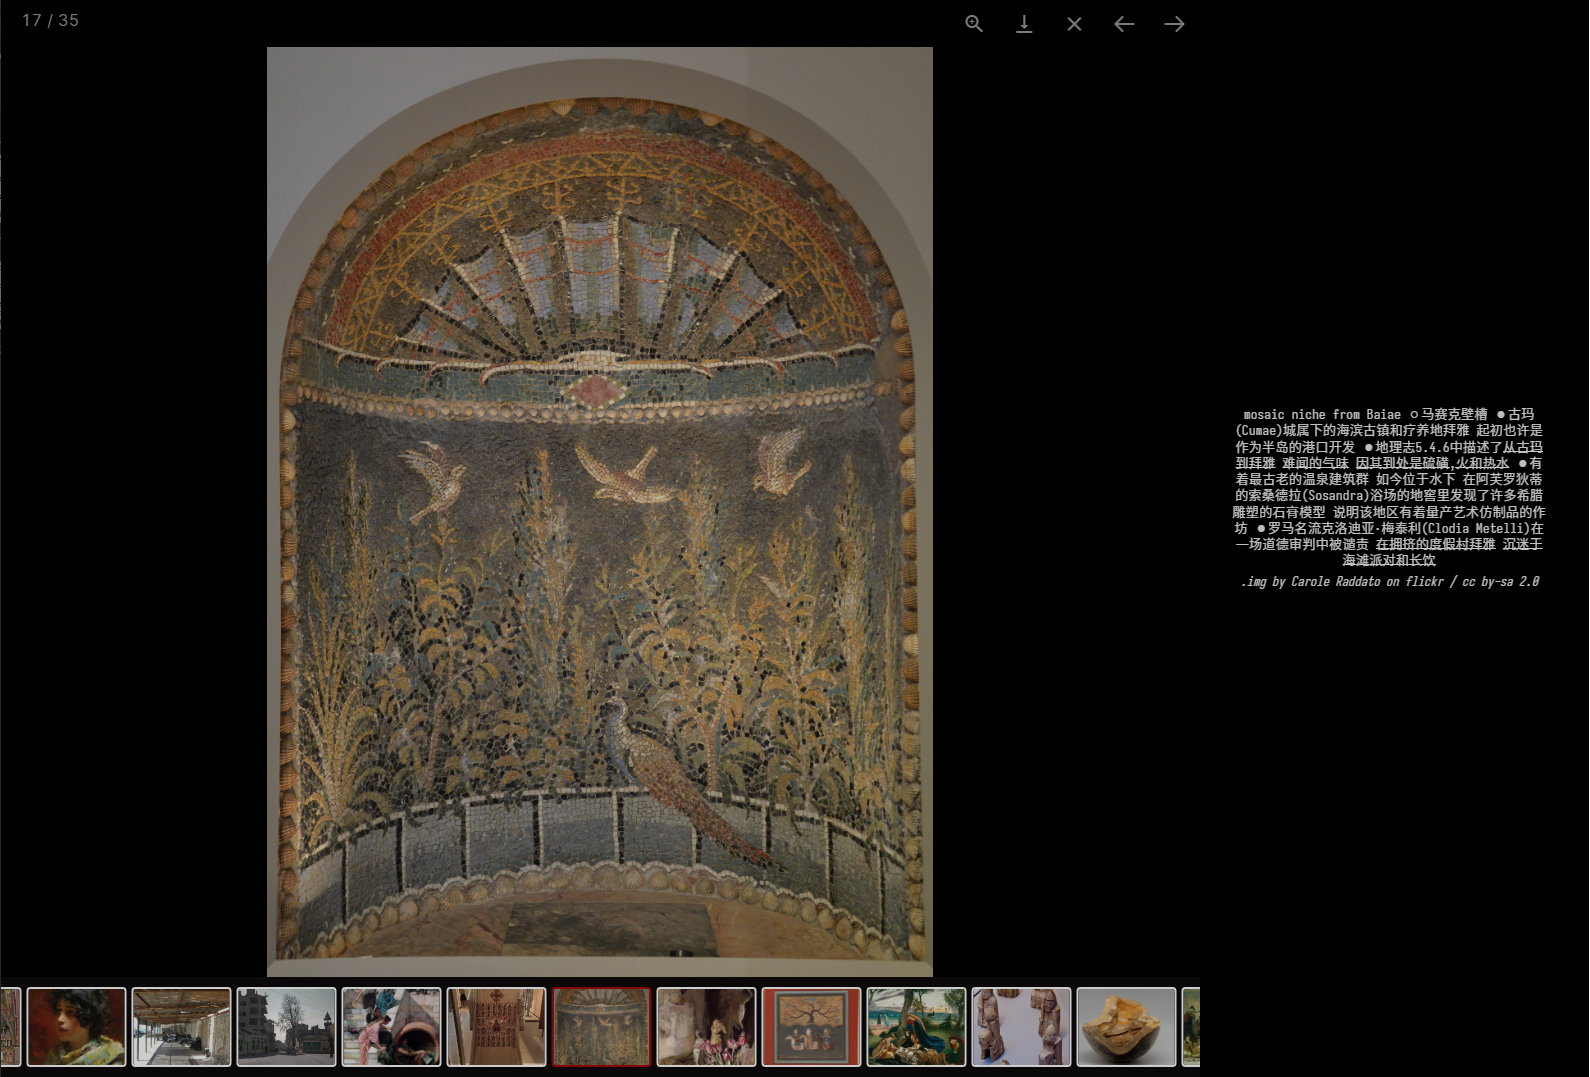 17 / 35
mosaic niche from Baiae ○马赛克壁槽 ●古玛
(Cumae)城属下的海滨古镇和疗养地拜雅 起初也许是
作为半岛的港口开发 ●地理志5.4.6中描述了从古玛
到拜雅 难闻的气味 因其到处是硫磺,火和热水 ●有
着最古老的温泉建筑群 如今位于水下 在阿芙罗狄蒂
的索桑德拉(Sosandra)浴场的地窖里发现了许多希腊
雕塑的石膏模型 说明该地区有着量产艺术仿制品的作
坊 ●罗马名流克洛迪亚·梅泰利(Clodia Metelli)在
一场道德审判中被谴责 在拥挤的度假村拜雅 沉迷于
海滩派对和长饮
.img by Carole Raddato on flickr / cc by-sa 2.0